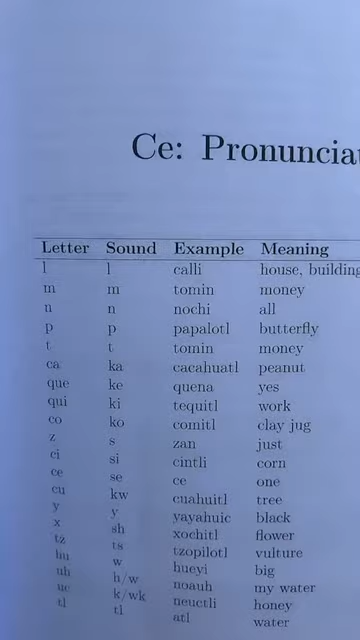 Ce: Pronuncia
Letter Sound Example Meaning
l l calli house, building
m m tomin money
n n nochi all
p p papalotl butterfly
t t tomin money
ca ka cacahuatl peanut
que ke quena yes
qui ki tequitl work
co ko comitl clay jug
z s zan just
ci si cintli corn
ce se ce one
cu kw cuahuitl tree
y y yayahuic black
x sh xochitl flower
tz ts tzopilotl vulture
hu w hueyi big
uh h/w noauh my water
uc k/wk neuctli honey
tl tl atl water